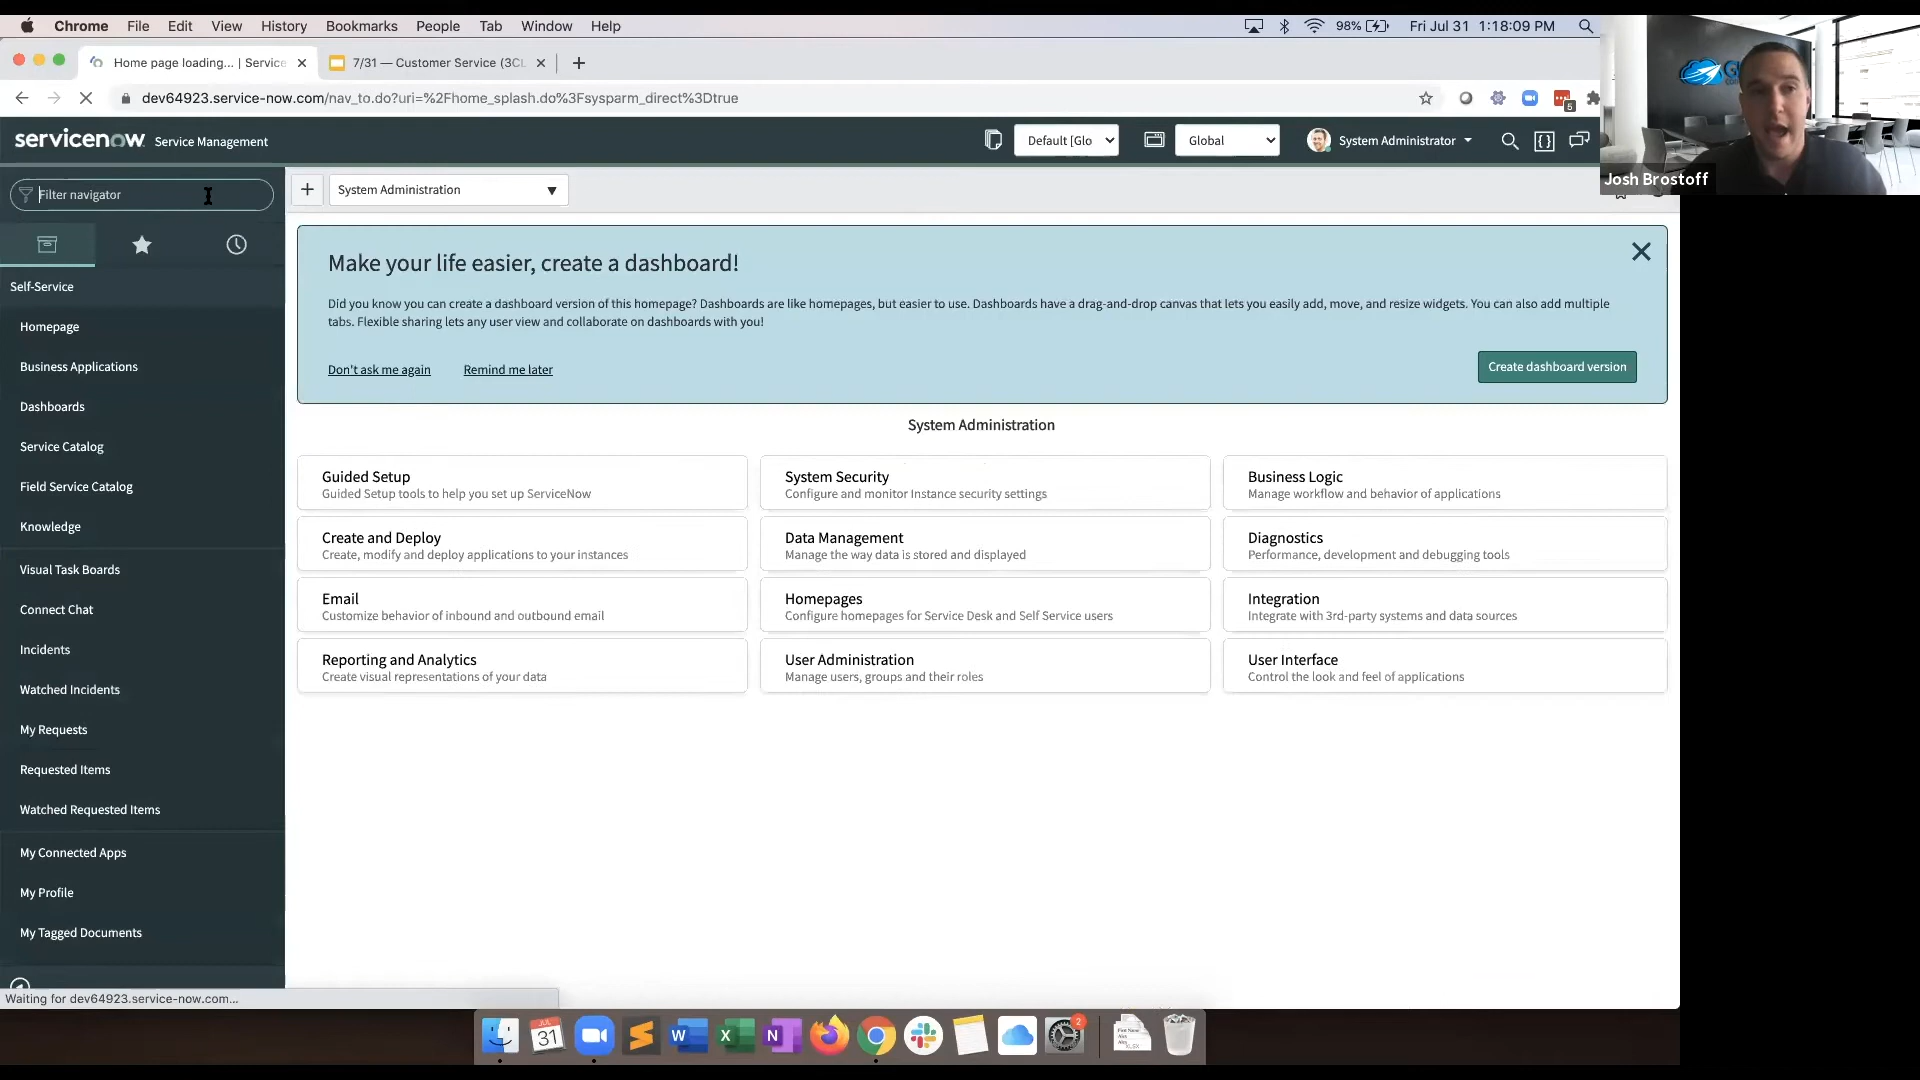 Chrome File Edit View History Bookmarks People Tab Window Help
98% Fri Jul 31 1:18:09 PM
Home page loading... | Service
7/31 — Customer Service (3CL
dev64923.service-now.com/nav_to.do?uri=%2Fhome_splash.do%3Fsysparm_direct%3Dtrue
5
servicenow Service Management
Default [Glo
Global
System Administrator
Josh Brostoff
Filter navigator
System Administration
Self-Service
Homepage
Business Applications
Dashboards
Service Catalog
Field Service Catalog
Knowledge
Visual Task Boards
Connect Chat
Incidents
Watched Incidents
My Requests
Requested Items
Watched Requested Items
My Connected Apps
My Profile
My Tagged Documents
Make your life easier, create a dashboard!
Did you know you can create a dashboard version of this homepage? Dashboards are like homepages, but easier to use. Dashboards have a drag-and-drop canvas that lets you easily add, move, and resize widgets. You can also add multiple
tabs. Flexible sharing lets any user view and collaborate on dashboards with you!
Don't ask me again
Remind me later
Create dashboard version
System Administration
Guided Setup
Guided Setup tools to help you set up ServiceNow
System Security
Configure and monitor Instance security settings
Business Logic
Manage workflow and behavior of applications
Create and Deploy
Create, modify and deploy applications to your instances
Data Management
Manage the way data is stored and displayed
Diagnostics
Performance, development and debugging tools
Email
Customize behavior of inbound and outbound email
Homepages
Configure homepages for Service Desk and Self Service users
Integration
Integrate with 3rd-party systems and data sources
Reporting and Analytics
Create visual representations of your data
User Administration
Manage users, groups and their roles
User Interface
Control the look and feel of applications
Waiting for dev64923.service-now.com...
JUL
31
W
X
N
2
XLSX